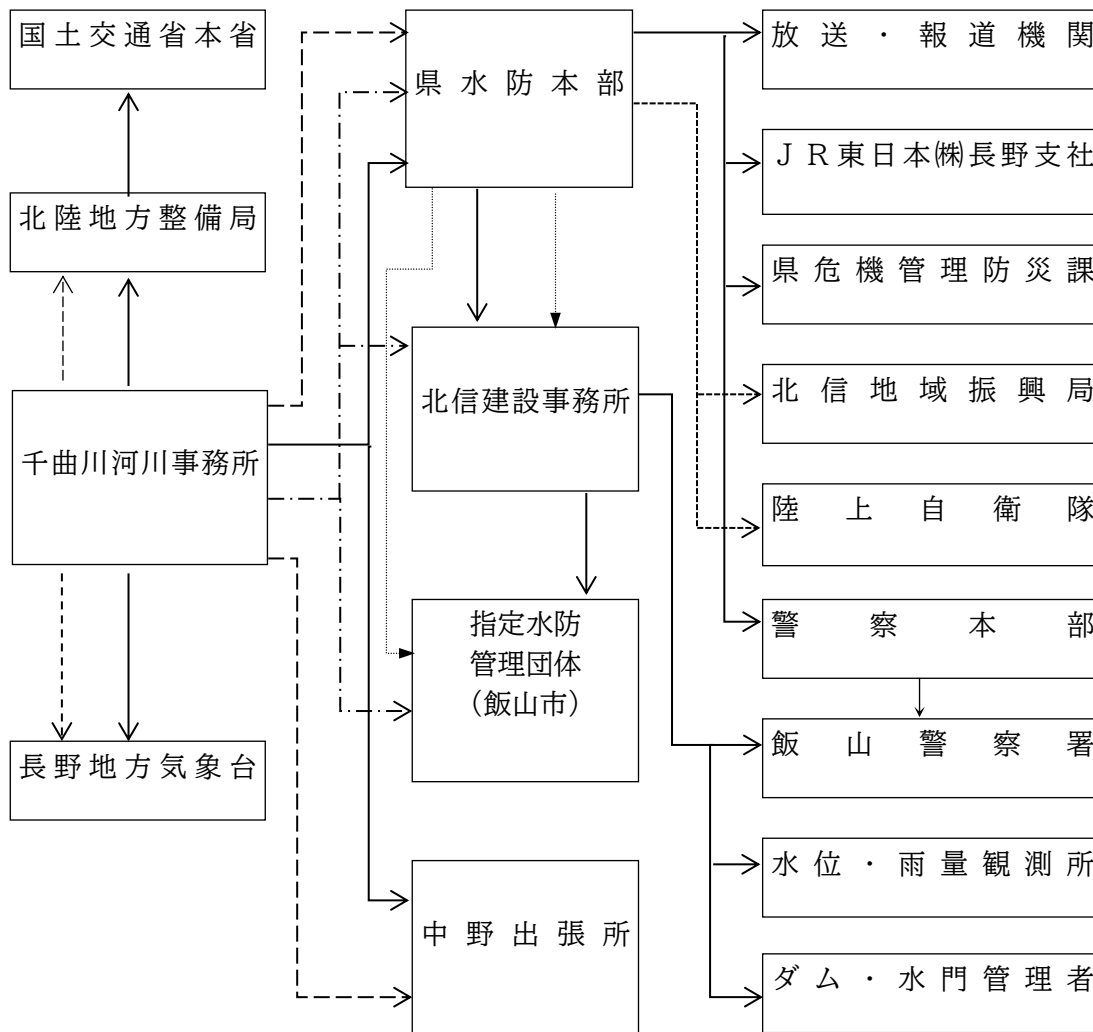 国土交通省本省
北陸地方整備局
千曲川河川事務所
長野地方気象台
県水防本部
北信建設事務所
指定水防
管理団体
（飯山市）
中野出張所
放送・報道機関
ＪＲ東日本㈱長野支社
県危機管理防災課
北信地域振興局
陸上自衛隊
警察本部
飯山警察署
水位・雨量観測所
ダム・水門管理者